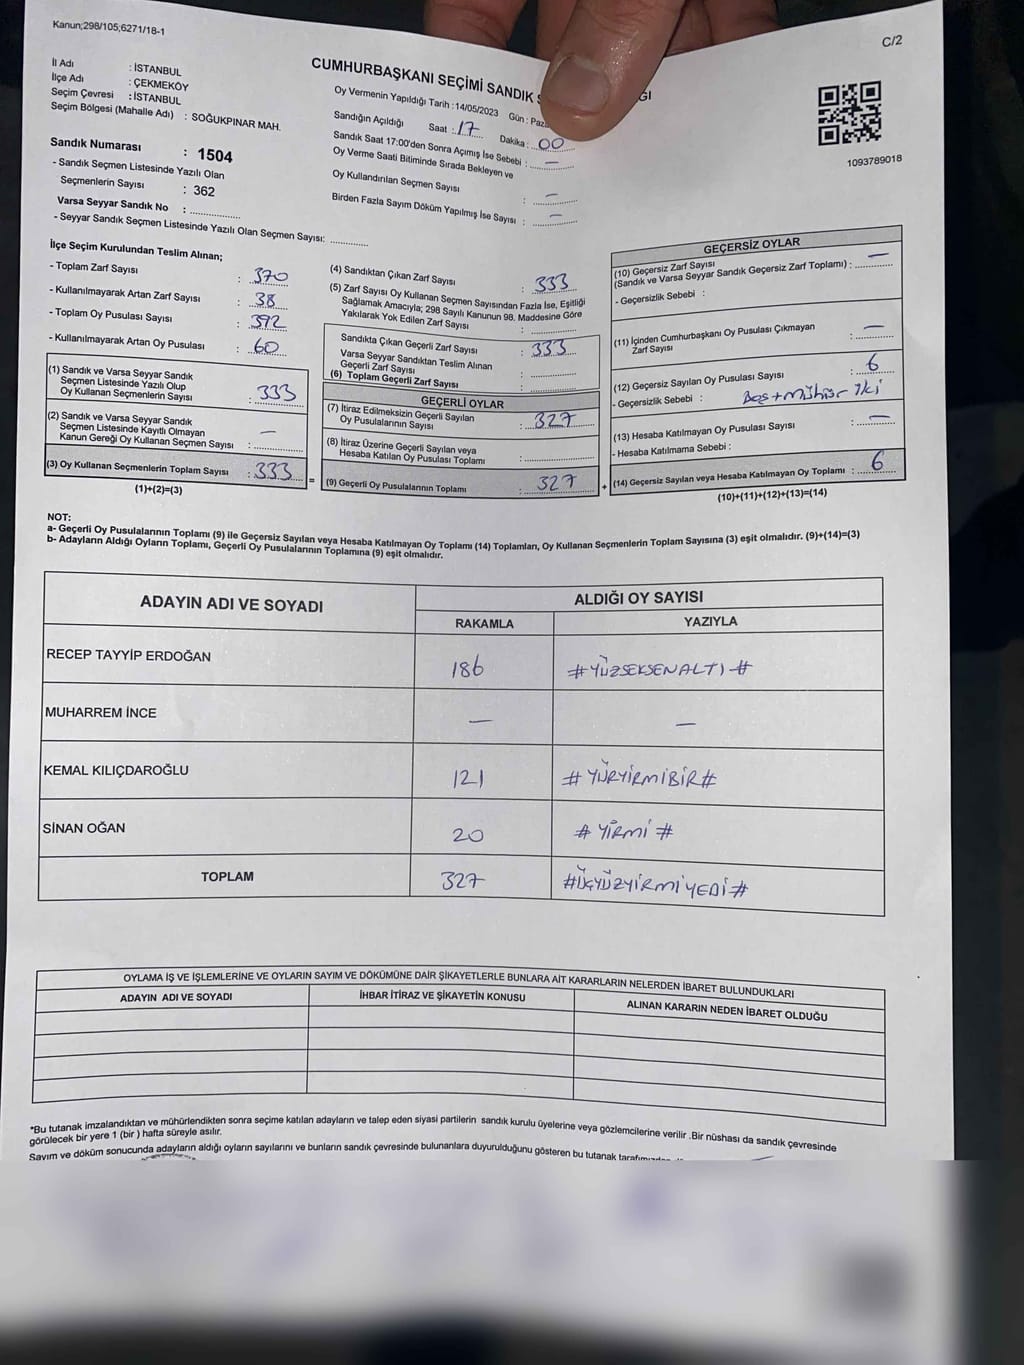 Kanun;298/105;6271/18-1
C/2
İl Adı : İSTANBUL
İlçe Adı : ÇEKMEKÖY
Seçim Çevresi : İSTANBUL
Seçim Bölgesi (Mahalle Adı) : SOĞUKPINAR MAH.
Sandık Numarası : 1504
- Sandık Seçmen Listesinde Yazılı Olan
Seçmenlerin Sayısı : 362
Varsa Seyyar Sandık No :
- Seyyar Sandık Seçmen Listesinde Yazılı Olan Seçmen Sayısı:
CUMHURBAŞKANI SEÇİMİ SANDIK
Oy Vermenin Yapıldığı Tarih : 14/05/2023 Gün :
Sandığın Açıldığı Saat : 17 Dakika : 00
Sandık Saat 17:00'den Sonra Açımış İse Sebebi : —
Oy Verme Saati Bitiminde Sırada Bekleyen ve
Oy Kullandırılan Seçmen Sayısı : —
Birden Fazla Sayım Döküm Yapılmış İse Sayısı : —
1093789018
İlçe Seçim Kurulundan Teslim Alınan;
- Toplam Zarf Sayısı : 370
- Kullanılmayarak Artan Zarf Sayısı : 38
- Toplam Oy Pusulası Sayısı : 392
- Kullanılmayarak Artan Oy Pusulası : 60
(1) Sandık ve Varsa Seyyar Sandık
Seçmen Listesinde Yazılı Olup
Oy Kullanan Seçmenlerin Sayısı : 333
(2) Sandık ve Varsa Seyyar Sandık
Seçmen Listesinde Kayıtlı Olmayan
Kanun Gereği Oy Kullanan Seçmen Sayısı : —
(3) Oy Kullanan Seçmenlerin Toplam Sayısı : 333
(1)+(2)=(3)
=
(4) Sandıktan Çıkan Zarf Sayısı : 333
(5) Zarf Sayısı Oy Kullanan Seçmen Sayısından Fazla İse, Eşitliği
Sağlamak Amacıyla; 298 Sayılı Kanunun 98. Maddesine Göre
Yakılarak Yok Edilen Zarf Sayısı :
Sandıkta Çıkan Geçerli Zarf Sayısı : 333
Varsa Seyyar Sandıktan Teslim Alınan
Geçerli Zarf Sayısı :
(6) Toplam Geçerli Zarf Sayısı :
GEÇERLİ OYLAR
(7) İtiraz Edilmeksizin Geçerli Sayılan
Oy Pusulalarının Sayısı : 327
(8) İtiraz Üzerine Geçerli Sayılan veya
Hesaba Katılan Oy Pusulası Toplamı :
(9) Geçerli Oy Pusulalarının Toplamı : 327
+
GEÇERSİZ OYLAR
(10) Geçersiz Zarf Sayısı
(Sandık ve Varsa Seyyar Sandık Geçersiz Zarf Toplamı) : —
- Geçersizlik Sebebi :
(11) İçinden Cumhurbaşkanı Oy Pusulası Çıkmayan
Zarf Sayısı : —
(12) Geçersiz Sayılan Oy Pusulası Sayısı : 6
- Geçersizlik Sebebi : Boş + mühür iki
(13) Hesaba Katılmayan Oy Pusulası Sayısı : —
- Hesaba Katılmama Sebebi :
(14) Geçersiz Sayılan veya Hesaba Katılmayan Oy Toplamı : 6
(10)+(11)+(12)+(13)=(14)
NOT:
a- Geçerli Oy Pusulalarının Toplamı (9) ile Geçersiz Sayılan veya Hesaba Katılmayan Oy Toplamı (14) Toplamları, Oy Kullanan Seçmenlerin Toplam Sayısına (3) eşit olmalıdır. (9)+(14)=(3)
b- Adayların Aldığı Oyların Toplamı, Geçerli Oy Pusulalarının Toplamına (9) eşit olmalıdır.
ADAYIN ADI VE SOYADI ALDIĞI OY SAYISI
RAKAMLA YAZIYLA
RECEP TAYYİP ERDOĞAN 186 #YÜZSEKSENALTI#
MUHARREM İNCE — —
KEMAL KILIÇDAROĞLU 121 #YÜRYİRMİBİR#
SİNAN OĞAN 20 #YİRMİ#
TOPLAM 327 #ÜÇYÜZYİRMİYEDİ#
OYLAMA İŞ VE İŞLEMLERİNE VE OYLARIN SAYIM VE DÖKÜMÜNE DAİR ŞİKAYETLERLE BUNLARA AİT KARARLARIN NELERDEN İBARET BULUNDUKLARI
ADAYIN ADI VE SOYADI İHBAR İTİRAZ VE ŞİKAYETİN KONUSU ALINAN KARARIN NEDEN İBARET OLDUĞU
*Bu tutanak imzalandıktan ve mühürlendikten sonra seçime katılan adayların ve talep eden siyasi partilerin sandık kurulu üyelerine veya gözlemcilerine verilir .Bir nüshası da sandık çevresinde
görülecek bir yere 1 (bir ) hafta süreyle asılır.
Sayım ve döküm sonucunda adayların aldığı oyların sayılarını ve bunların sandık çevresinde bulunanlara duyurulduğunu gösteren bu tutanak